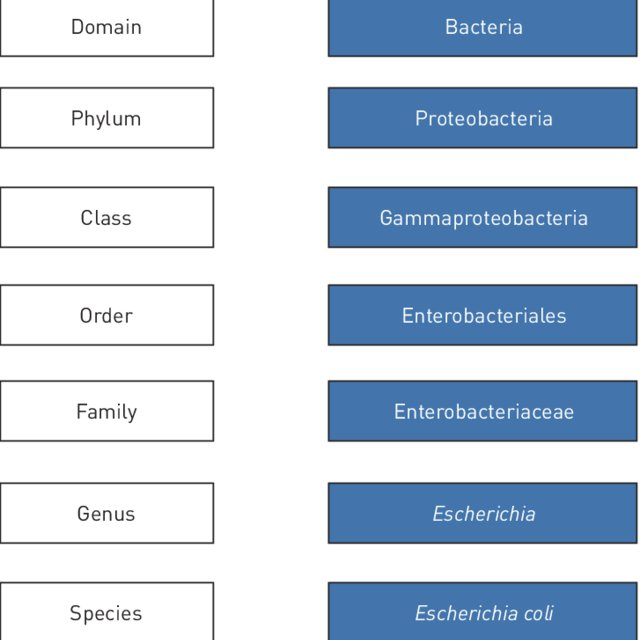 Domain
Bacteria
Phylum
Proteobacteria
Class
Gammaproteobacteria
Order
Enterobacteriales
Family
Enterobacteriaceae
Genus
Escherichia
Species
Escherichia coli